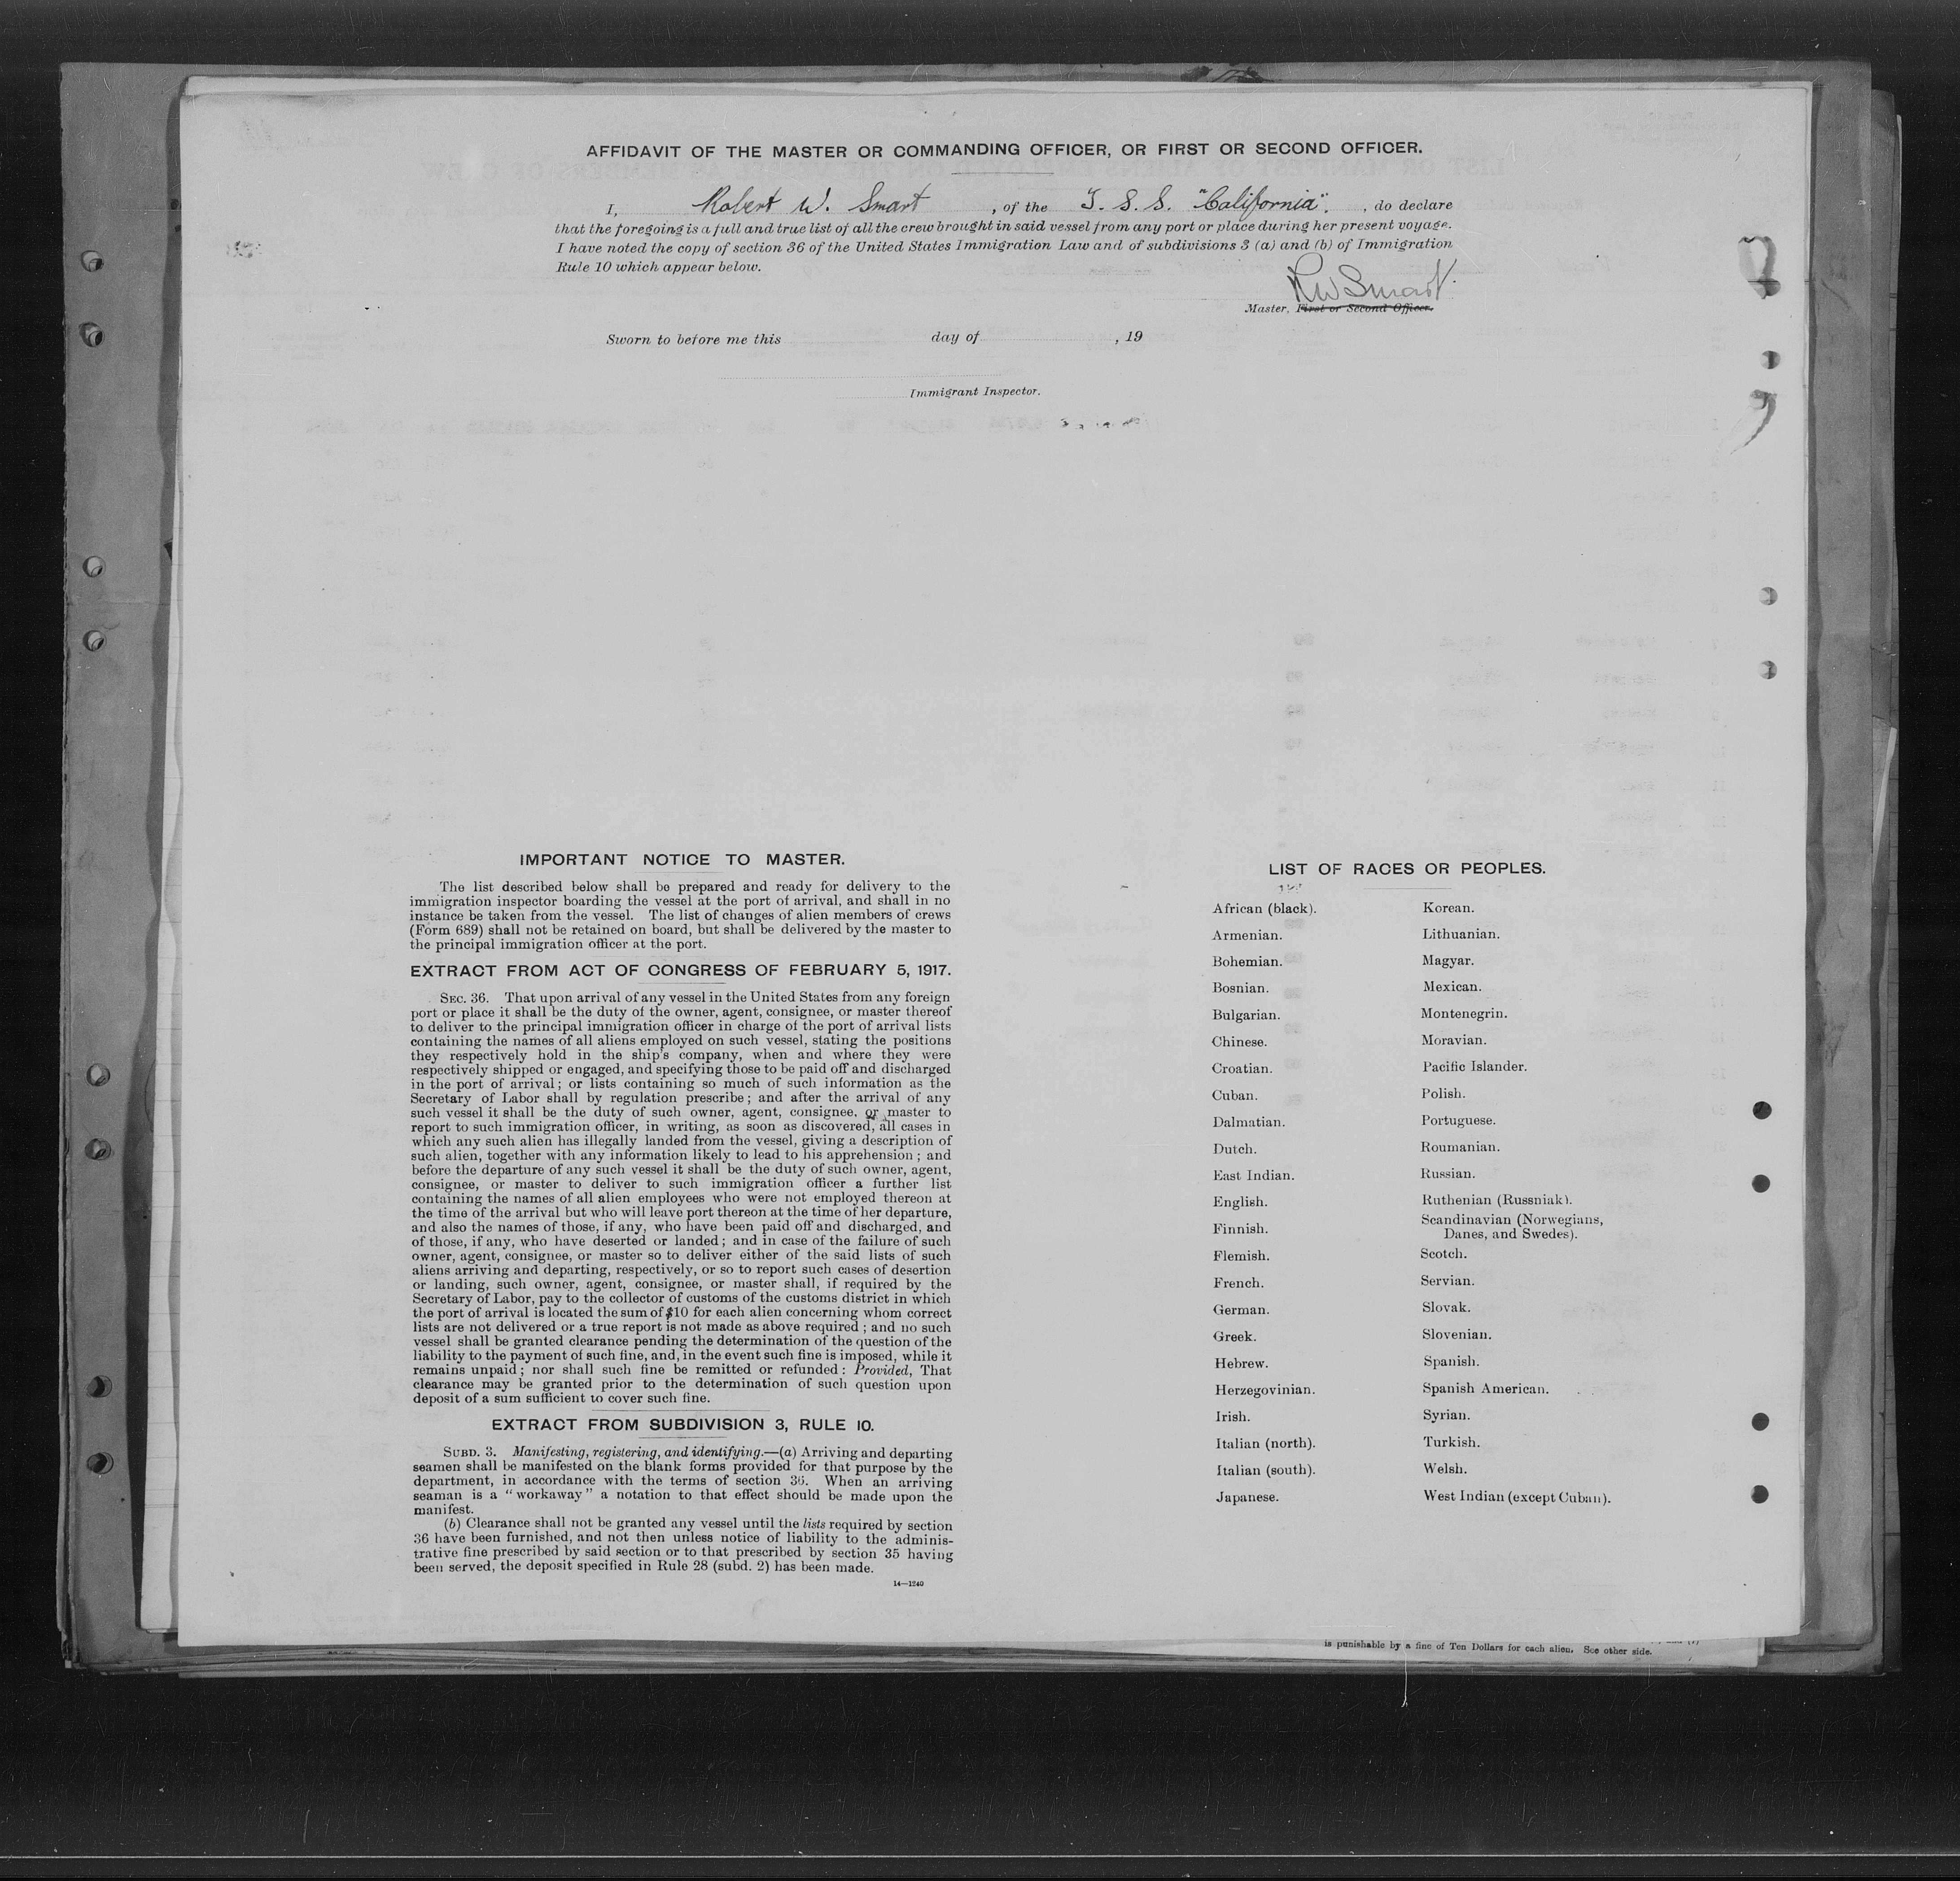 AFFIDAVIT OF THE MASTER OR COMMANDING OFFICER, OR FIRST OR SECOND OFFICER.
I, Robert W. Smart, of the T. S. S. "California"., do declare
that the foregoing is a full and true list of all the crew brought in said vessel from any port or place during her present voyage.
I have noted the copy of section 36 of the United States Immigration Law and of subdivisions 3 (a) and (b) of Immigration
Rule 10 which appear below.
RW Smart
Master, First or Second Officer.
Sworn to before me this day of , 19
Immigrant Inspector.
IMPORTANT NOTICE TO MASTER.
The list described below shall be prepared and ready for delivery to the
immigration inspector boarding the vessel at the port of arrival, and shall in no
instance be taken from the vessel. The list of changes of alien members of crews
(Form 689) shall not be retained on board, but shall be delivered by the master to
the principal immigration officer at the port.
EXTRACT FROM ACT OF CONGRESS OF FEBRUARY 5, 1917.
SEC. 36. That upon arrival of any vessel in the United States from any foreign
port or place it shall be the duty of the owner, agent, consignee, or master thereof
to deliver to the principal immigration officer in charge of the port of arrival lists
containing the names of all aliens employed on such vessel, stating the positions
they respectively hold in the ship's company, when and where they were
respectively shipped or engaged, and specifying those to be paid off and discharged
in the port of arrival; or lists containing so much of such information as the
Secretary of Labor shall by regulation prescribe; and after the arrival of any
such vessel it shall be the duty of such owner, agent, consignee, or master to
report to such immigration officer, in writing, as soon as discovered, all cases in
which any such alien has illegally landed from the vessel, giving a description of
such alien, together with any information likely to lead to his apprehension; and
before the departure of any such vessel it shall be the duty of such owner, agent,
consignee, or master to deliver to such immigration officer a further list
containing the names of all alien employees who were not employed thereon at
the time of the arrival but who will leave port thereon at the time of her departure,
and also the names of those, if any, who have been paid off and discharged, and
of those, if any, who have deserted or landed; and in case of the failure of such
owner, agent, consignee, or master so to deliver either of the said lists of such
aliens arriving and departing, respectively, or so to report such cases of desertion
or landing, such owner, agent, consignee, or master shall, if required by the
Secretary of Labor, pay to the collector of customs of the customs district in which
the port of arrival is located the sum of $10 for each alien concerning whom correct
lists are not delivered or a true report is not made as above required; and no such
vessel shall be granted clearance pending the determination of the question of the
liability to the payment of such fine, and, in the event such fine is imposed, while it
remains unpaid; nor shall such fine be remitted or refunded: Provided, That
clearance may be granted prior to the determination of such question upon
deposit of a sum sufficient to cover such fine.
EXTRACT FROM SUBDIVISION 3, RULE 10.
SUBD. 3. Manifesting, registering, and identifying.—(a) Arriving and departing
seamen shall be manifested on the blank forms provided for that purpose by the
department, in accordance with the terms of section 36. When an arriving
seaman is a "workaway" a notation to that effect should be made upon the
manifest.
(b) Clearance shall not be granted any vessel until the lists required by section
36 have been furnished, and not then unless notice of liability to the adminis-
trative fine prescribed by said section or to that prescribed by section 35 having
been served, the deposit specified in Rule 28 (subd. 2) has been made.
14—1240
LIST OF RACES OR PEOPLES.
African (black).
Armenian.
Bohemian.
Bosnian.
Bulgarian.
Chinese.
Croatian.
Cuban.
Dalmatian.
Dutch.
East Indian.
English.
Finnish.
Flemish.
French.
German.
Greek.
Hebrew.
Herzegovinian.
Irish.
Italian (north).
Italian (south).
Japanese.
Korean.
Lithuanian.
Magyar.
Mexican.
Montenegrin.
Moravian.
Pacific Islander.
Polish.
Portuguese.
Roumanian.
Russian.
Ruthenian (Russniak).
Scandinavian (Norwegians,
Danes, and Swedes).
Scotch.
Servian.
Slovak.
Slovenian.
Spanish.
Spanish American.
Syrian.
Turkish.
Welsh.
West Indian (except Cuban).
is punishable by a fine of Ten Dollars for each alien. See other side.